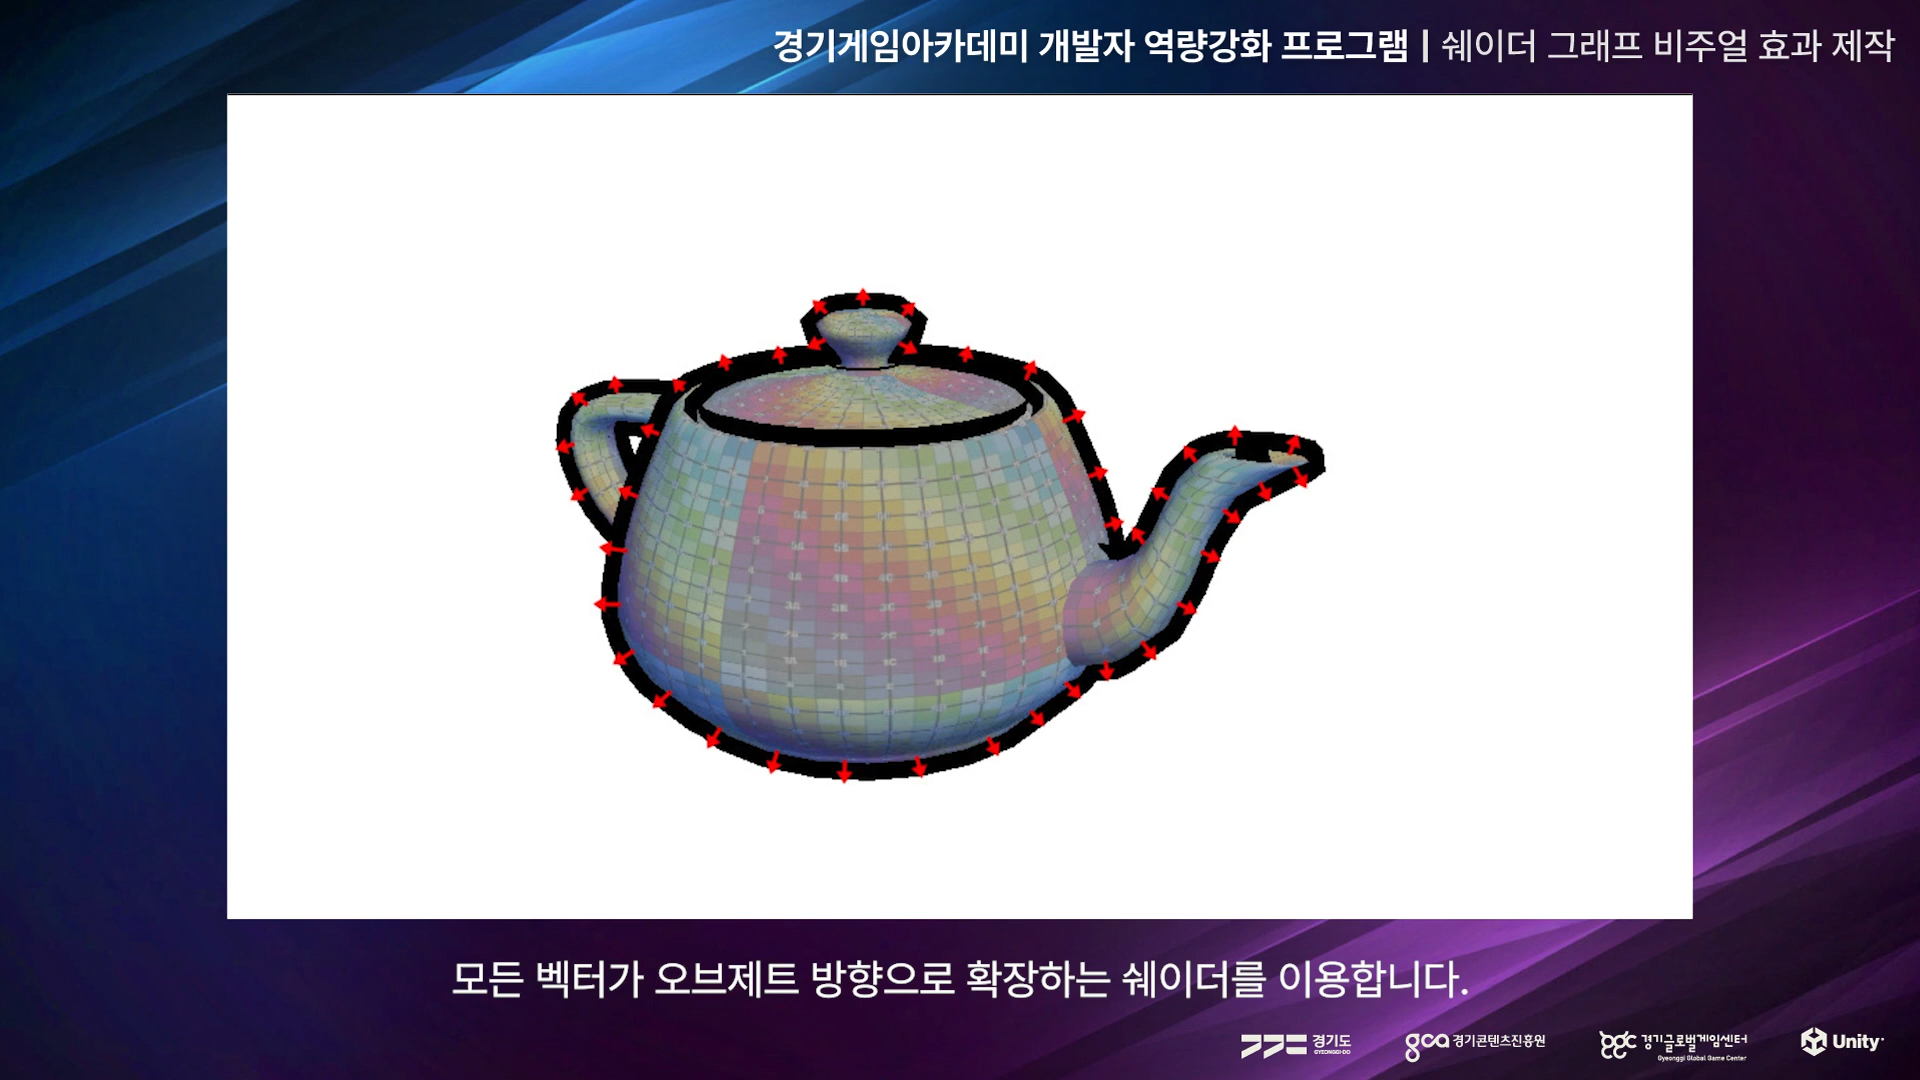 경기게임아카데미 개발자 역량강화 프로그램 | 쉐이더 그래프 비주얼 효과 제작
모든 벡터가 오브제트 방향으로 확장하는 쉐이더를 이용합니다.
경기도
GYEONGGI-DO
gca 경기콘텐츠진흥원
ggc 경기글로벌게임센터
Gyeonggi Global Game Center
Unity